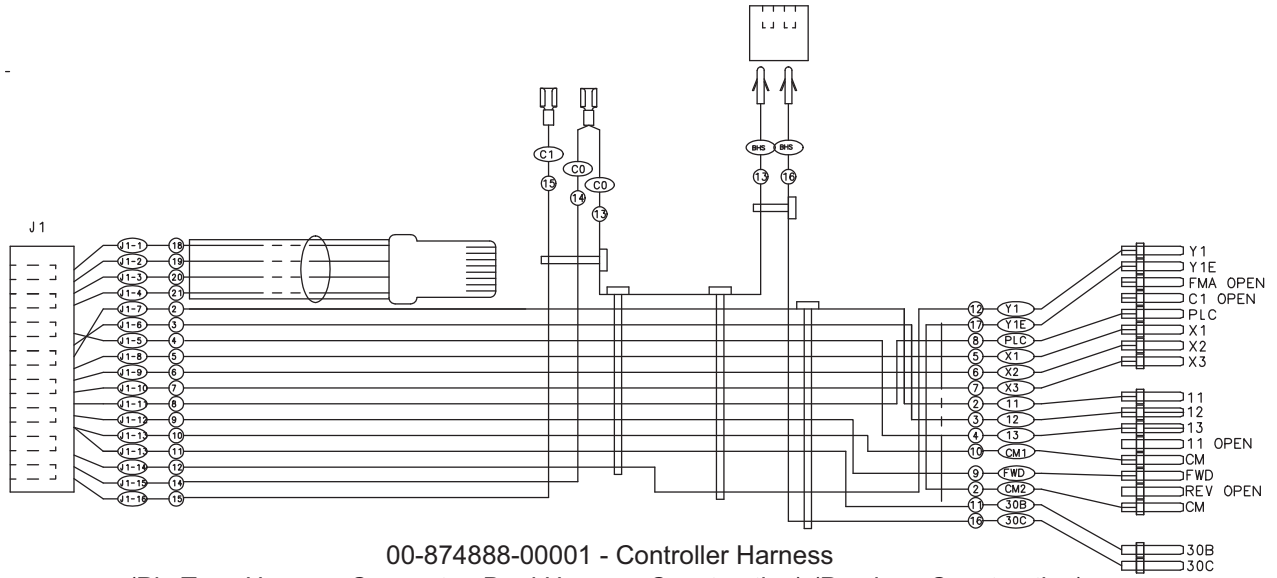 BHS BHS
13 16
C1
15
C0
14
C0
13
J1
J1-1 18
J1-2 19
J1-3 20
J1-4 21
J1-7 2
J1-6 3
J1-5 4
J1-8 5
J1-9 6
J1-10 7
J1-11 8
J1-12 9
J1-13 10
J1-13 11
J1-14 12
J1-15 14
J1-16 15
12 Y1
17 Y1E
8 PLC
5 X1
6 X2
7 X3
2 11
3 12
4 13
10 CM1
9 FWD
2 CM2
11 30B
16 30C
Y1
Y1E
FMA OPEN
C1 OPEN
PLC
X1
X2
X3
11
12
13
11 OPEN
CM
FWD
REV OPEN
CM
30B
30C
00-874888-00001 - Controller Harness